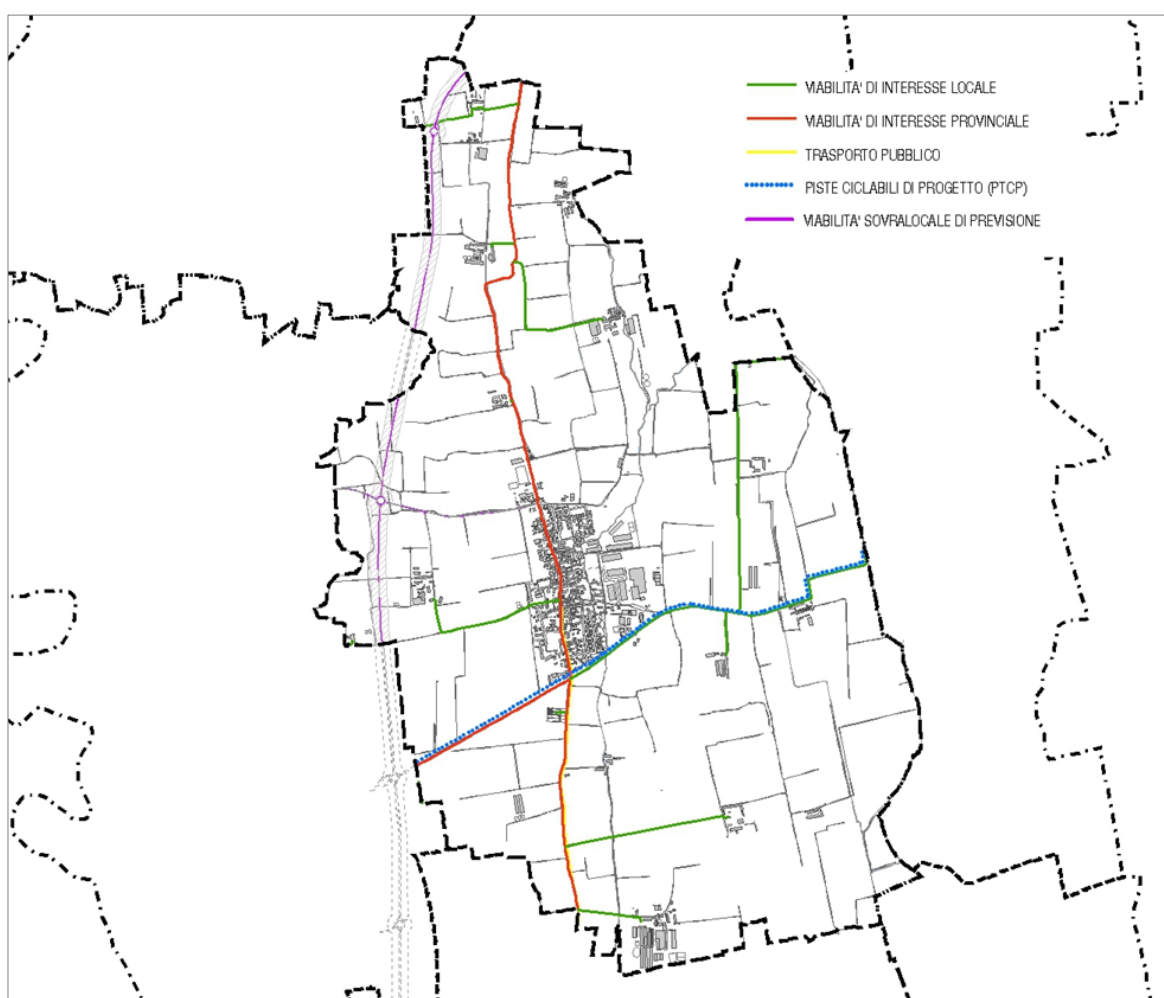 VIABILITA' DI INTERESSE LOCALE
VIABILITA' DI INTERESSE PROVINCIALE
TRASPORTO PUBBLICO
PISTE CICLABILI DI PROGETTO (PTCP)
VIABILITA' SOVRALOCALE DI PREVISIONE